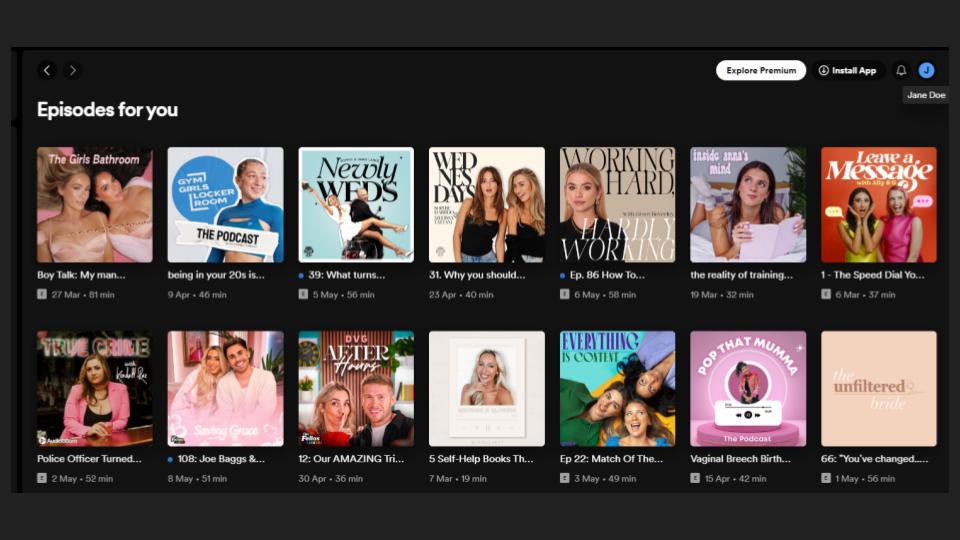 Explore Premium
Install App
J
Jane Doe
Episodes for you
The Girls Bathroom
GYM
GIRLS
LOCKER
ROOM
THE PODCAST
Newly
WEDS
WED
NES
DAYS
WORKING
HARD,
HARDLY
WORKING
inside anna's
mind
Leave a
Message
with Ally & G
Boy Talk: My man...
being in your 20s is...
39: What turns...
31. Why you should...
Ep. 86 How To...
the reality of training...
1 - The Speed Dial Yo...
E 27 Mar • 81 min
9 Apr • 46 min
E 5 May • 56 min
23 Apr • 40 min
E 6 May • 58 min
19 Mar • 32 min
E 6 Mar • 37 min
TRUE CRIME
with
Kendall Rae
Audioboom
Saving Grace
DVG
AFTER
Hours
Fellas
EVERYTHING
IS CONTENT
POP THAT MUMMA
The Podcast
the
unfiltered
bride
Police Officer Turned...
108: Joe Baggs &...
12: Our AMAZING Tri...
5 Self-Help Books Th...
Ep 22: Match Of The...
Vaginal Breech Birth...
66: "You've changed.....
E 2 May • 52 min
8 May • 51 min
30 Apr • 36 min
7 Mar • 19 min
E 3 May • 49 min
E 15 Apr • 42 min
E 1 May • 56 min